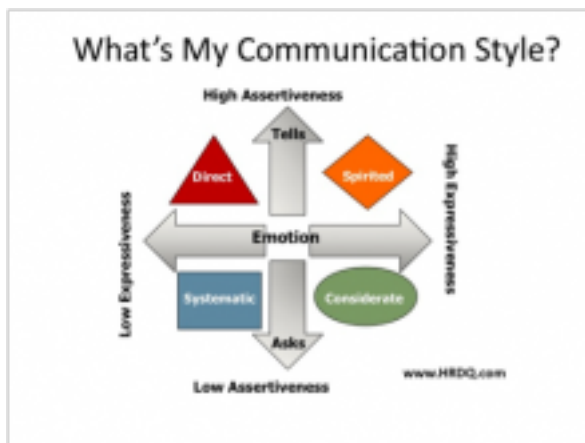 What's My Communication Style?
High Assertiveness
Tells
Direct
Spirited
Low Expressiveness
Emotion
High Expressiveness
Systematic
Considerate
Asks
www.HRDQ.com
Low Assertiveness